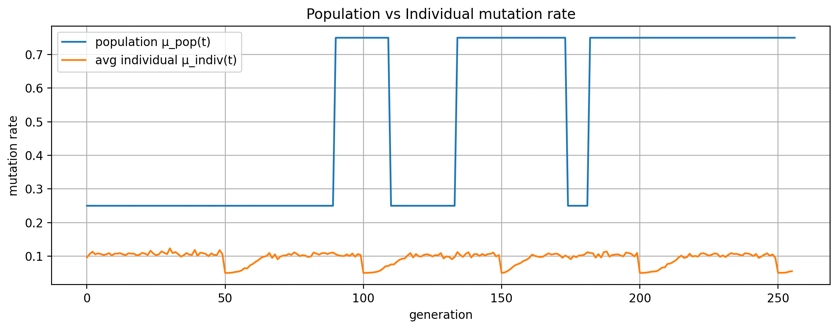 Population vs Individual mutation rate
population μ_pop(t)
avg individual μ_indiv(t)
mutation rate
0.7
0.6
0.5
0.4
0.3
0.2
0.1
0 50 100 150 200 250
generation